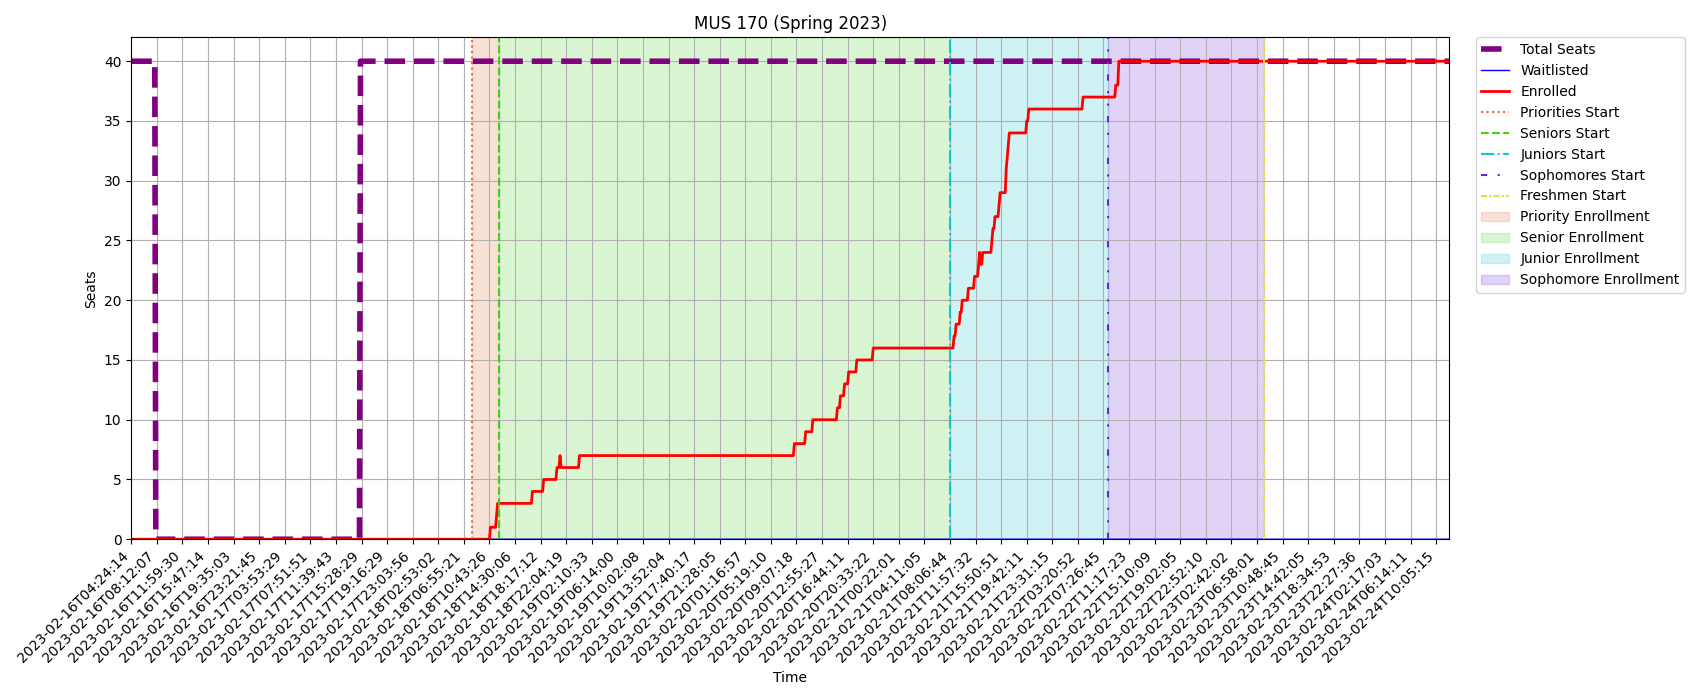 MUS 170 (Spring 2023)
Seats
40
35
30
25
20
15
10
5
0
2023-02-16T04:24:14
2023-02-16T08:12:07
2023-02-16T11:59:30
2023-02-16T15:47:14
2023-02-16T19:35:03
2023-02-16T23:21:45
2023-02-17T03:53:29
2023-02-17T07:51:51
2023-02-17T11:39:43
2023-02-17T15:28:29
2023-02-17T19:16:29
2023-02-17T23:03:56
2023-02-18T02:53:02
2023-02-18T06:55:21
2023-02-18T10:43:26
2023-02-18T14:30:06
2023-02-18T18:17:12
2023-02-18T22:04:19
2023-02-19T02:10:33
2023-02-19T06:14:00
2023-02-19T10:02:08
2023-02-19T13:52:04
2023-02-19T17:40:17
2023-02-19T21:28:05
2023-02-20T01:16:57
2023-02-20T05:19:10
2023-02-20T09:07:18
2023-02-20T12:55:27
2023-02-20T16:44:11
2023-02-20T20:33:22
2023-02-21T00:22:01
2023-02-21T04:11:05
2023-02-21T08:06:44
2023-02-21T11:57:32
2023-02-21T15:50:51
2023-02-21T19:42:11
2023-02-21T23:31:15
2023-02-22T03:20:52
2023-02-22T07:26:45
2023-02-22T11:17:23
2023-02-22T15:10:09
2023-02-22T19:02:05
2023-02-22T22:52:10
2023-02-23T02:42:02
2023-02-23T06:58:01
2023-02-23T10:48:45
2023-02-23T14:42:05
2023-02-23T18:34:53
2023-02-23T22:27:36
2023-02-24T02:17:03
2023-02-24T06:14:11
2023-02-24T10:05:15
Time
Total Seats
Waitlisted
Enrolled
Priorities Start
Seniors Start
Juniors Start
Sophomores Start
Freshmen Start
Priority Enrollment
Senior Enrollment
Junior Enrollment
Sophomore Enrollment